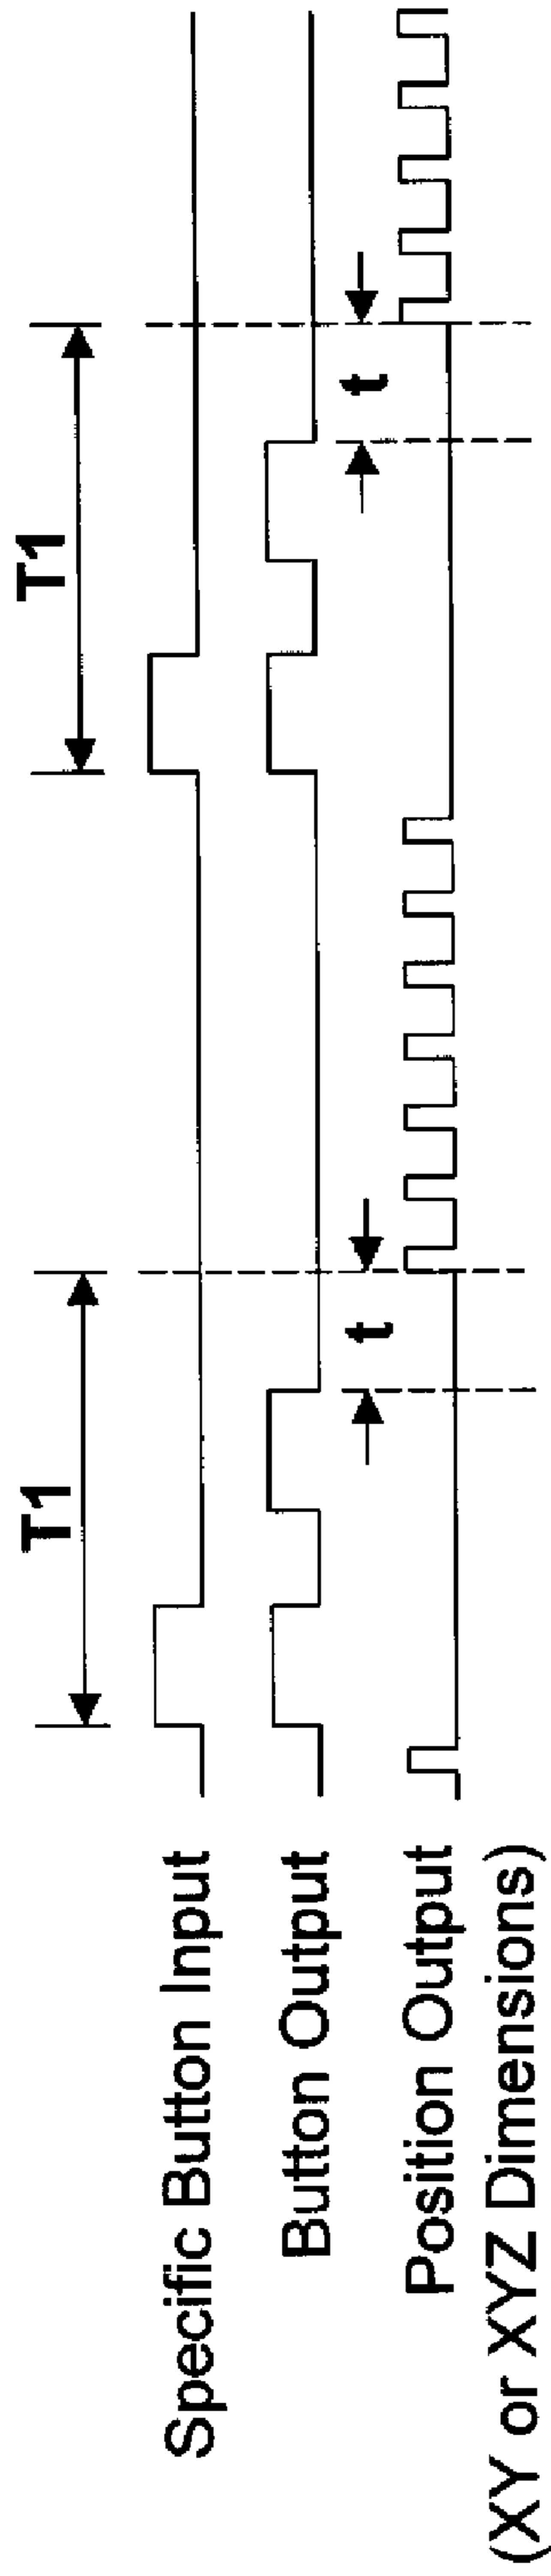 T1
T1
Specific Button Input
Button Output
t
t
Position Output
(XY or XYZ Dimensions)